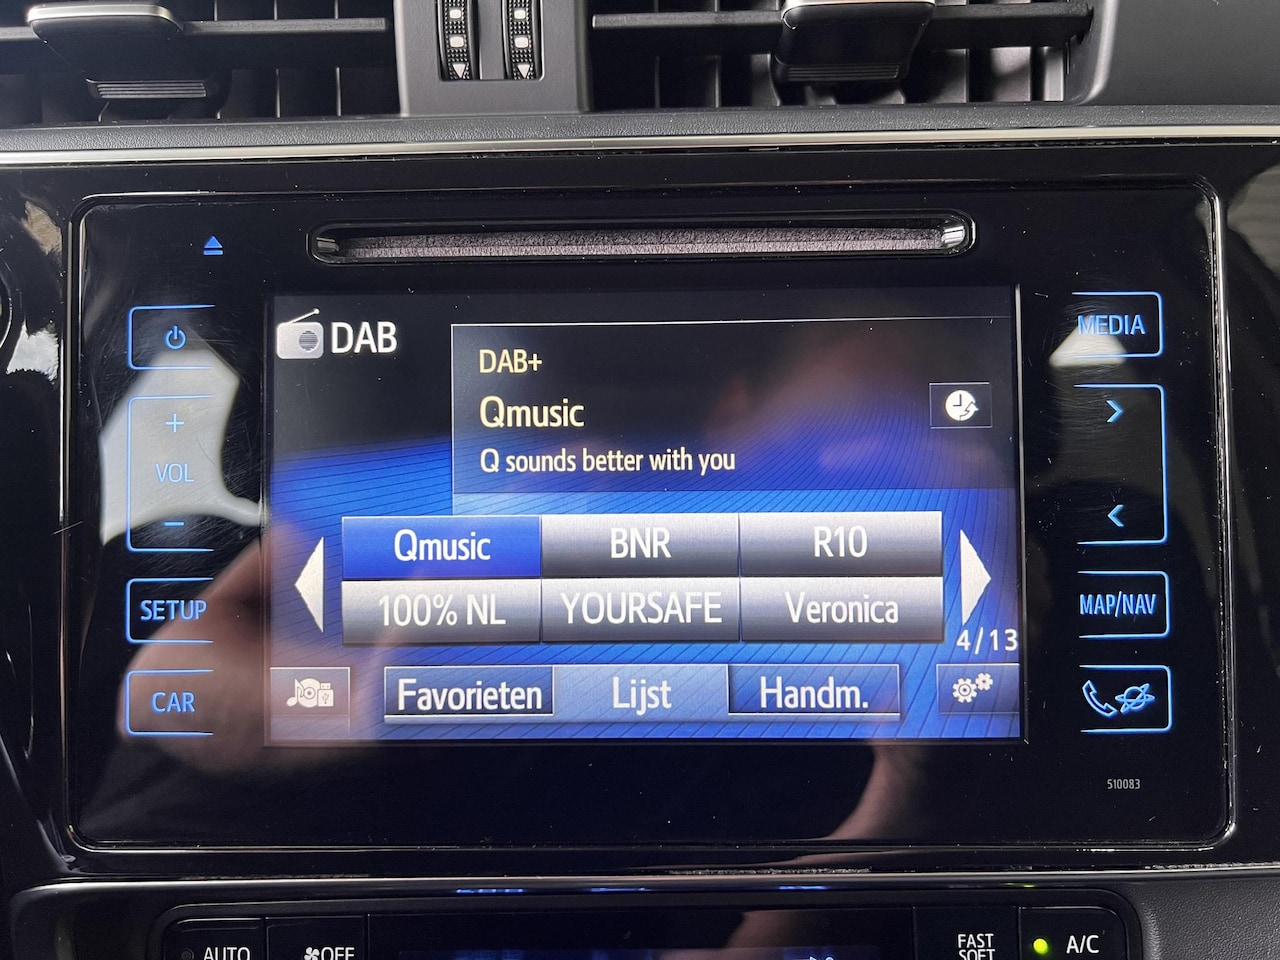 DAB
DAB+
Qmusic
Q sounds better with you
Qmusic BNR R10
100% NL YOURSAFE Veronica
4/13
Favorieten Lijst Handm.
+
VOL
-
SETUP
CAR
MEDIA
>
<
MAP/NAV
510083
AUTO OFF FAST SOFT A/C